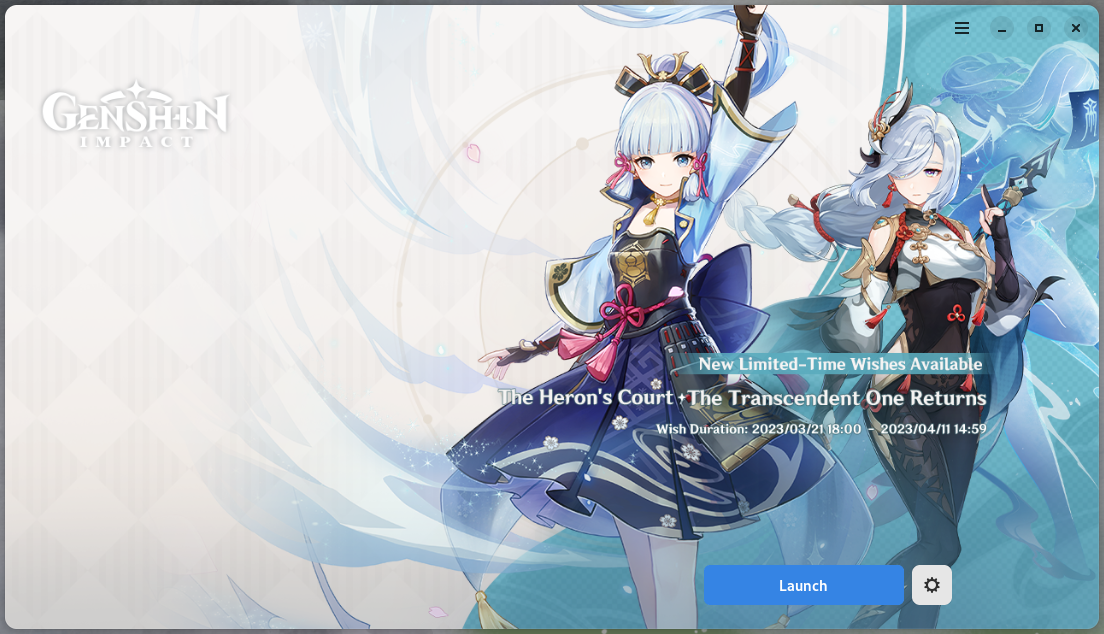 GENSHIN
IMPACT
New Limited-Time Wishes Available
The Heron's Court ✦ The Transcendent One Returns
Wish Duration: 2023/03/21 18:00 – 2023/04/11 14:59
Launch